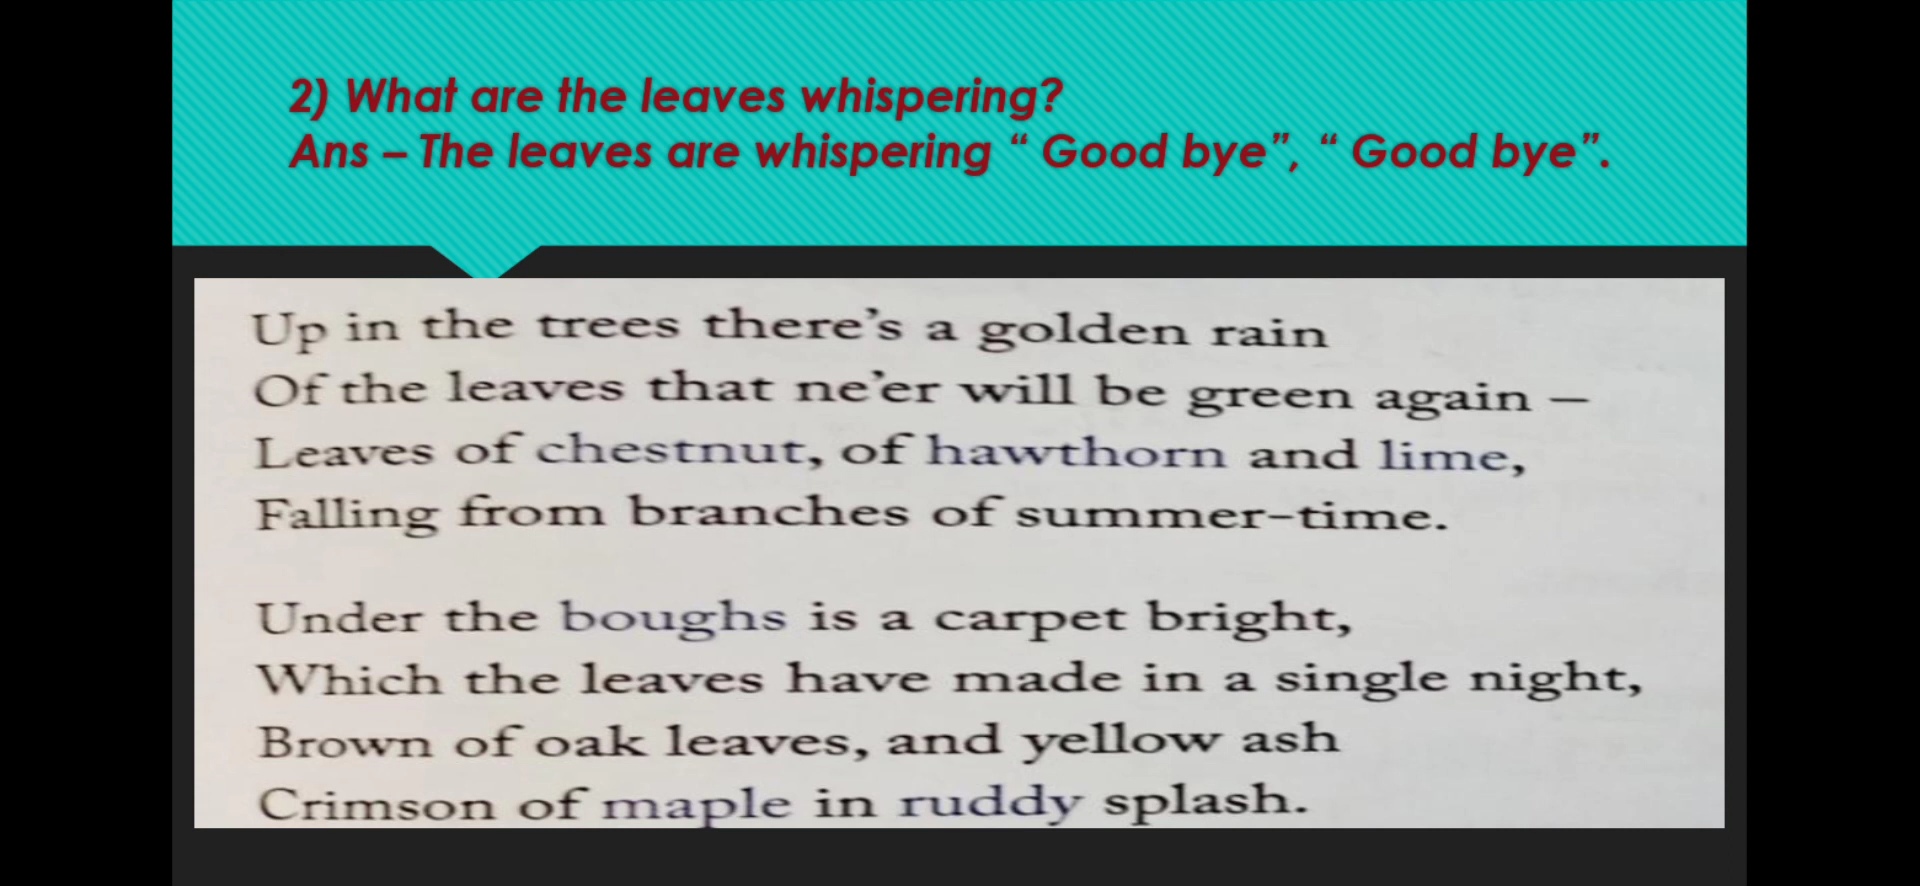 2) What are the leaves whispering?
Ans – The leaves are whispering “ Good bye”, “ Good bye”.
Up in the trees there’s a golden rain
Of the leaves that ne’er will be green again –
Leaves of chestnut, of hawthorn and lime,
Falling from branches of summer-time.
Under the boughs is a carpet bright,
Which the leaves have made in a single night,
Brown of oak leaves, and yellow ash
Crimson of maple in ruddy splash.